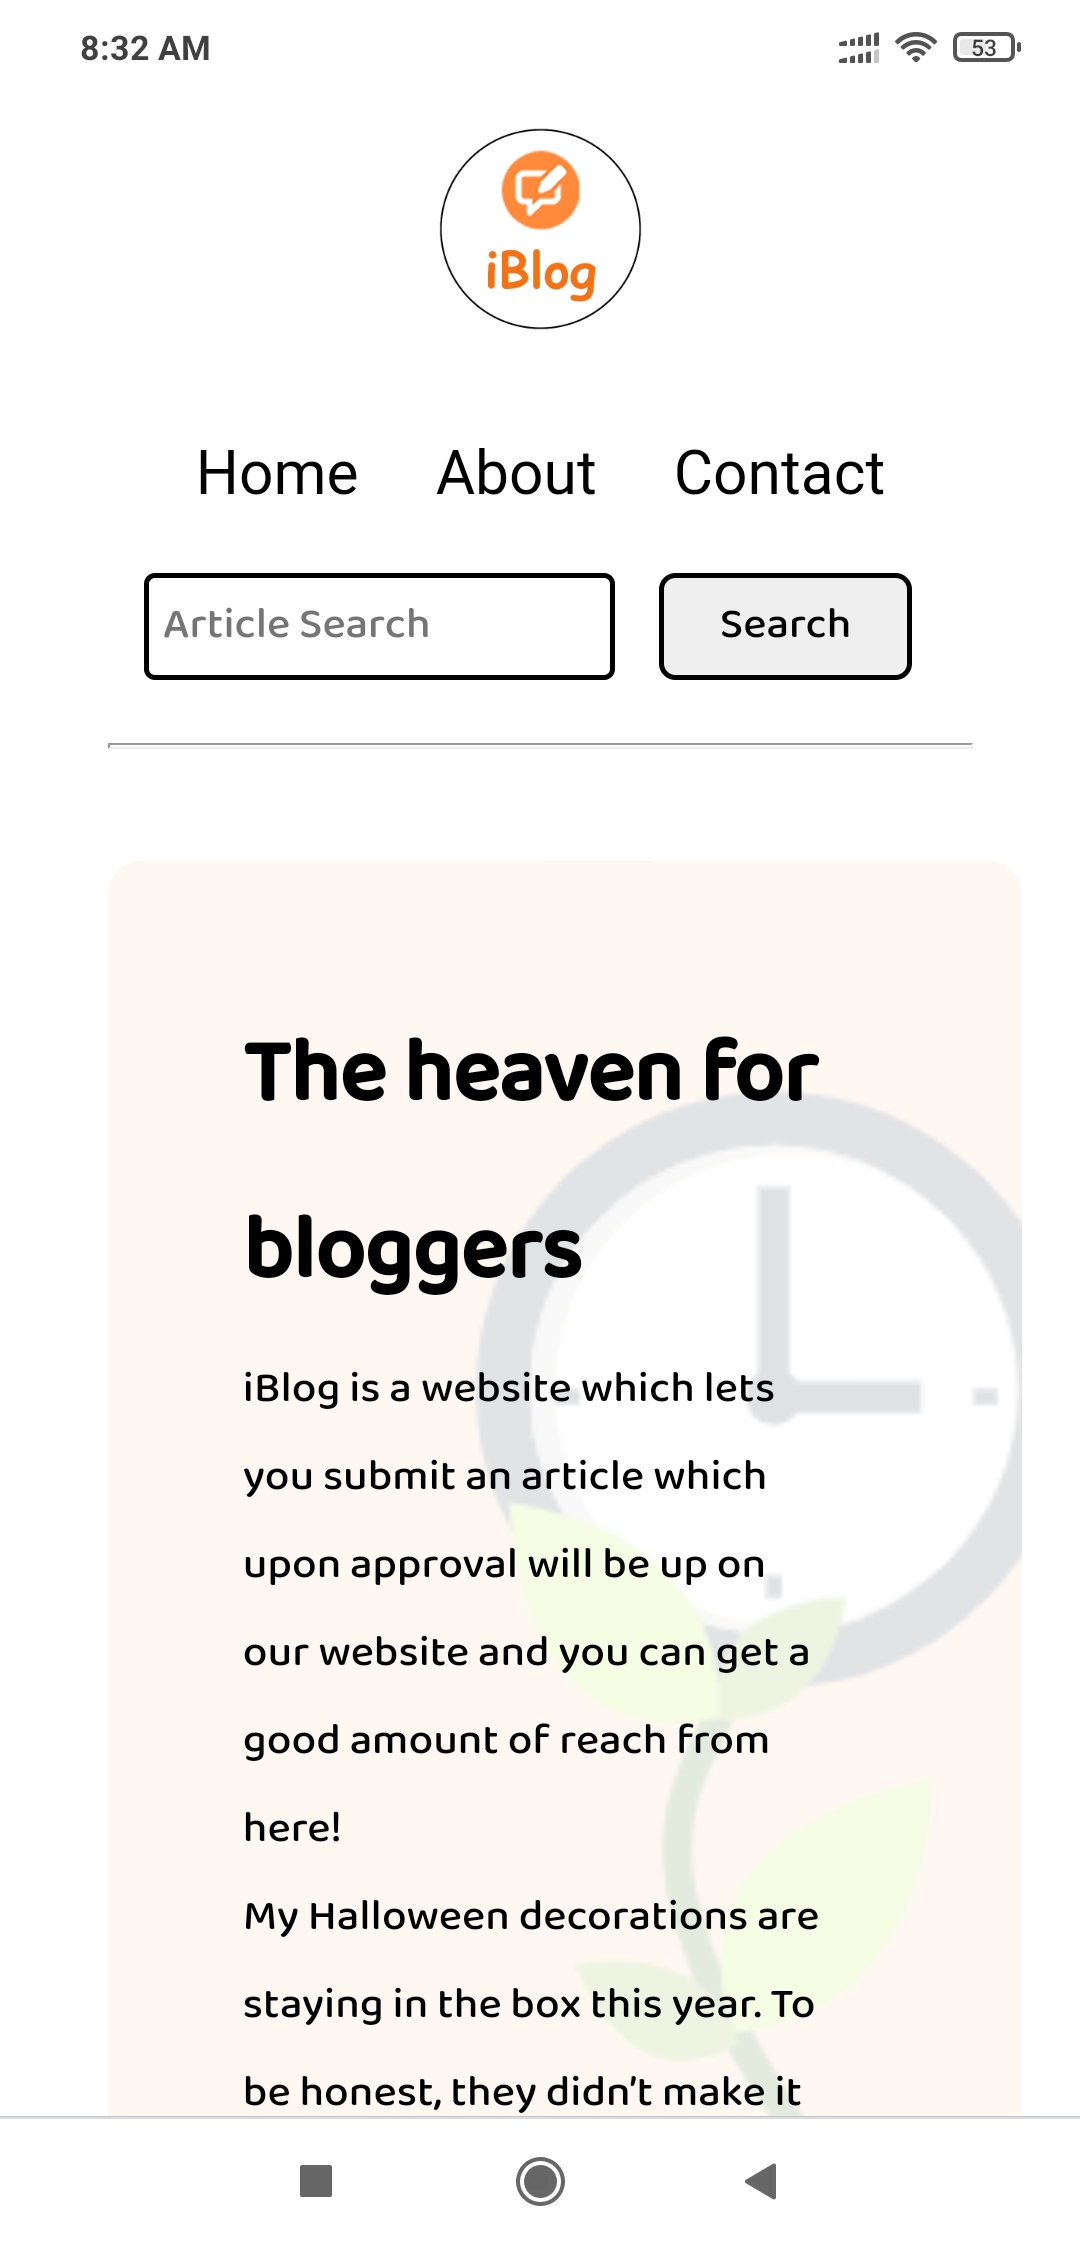 8:32 AM 53
iBlog
Home About Contact
Article Search Search
The heaven for
bloggers
iBlog is a website which lets
you submit an article which
upon approval will be up on
our website and you can get a
good amount of reach from
here!
My Halloween decorations are
staying in the box this year. To
be honest, they didn't make it